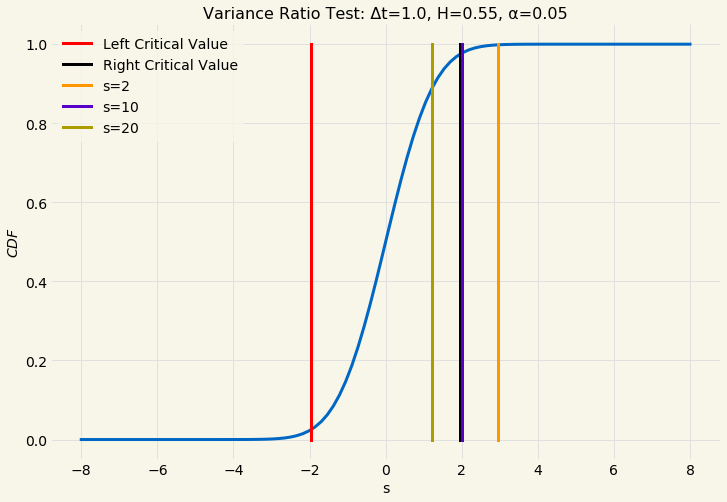 Variance Ratio Test: Δt=1.0, H=0.55, α=0.05
Left Critical Value
Right Critical Value
s=2
s=10
s=20
CDF
1.0
0.8
0.6
0.4
0.2
0.0
−8 −6 −4 −2 0 2 4 6 8
s